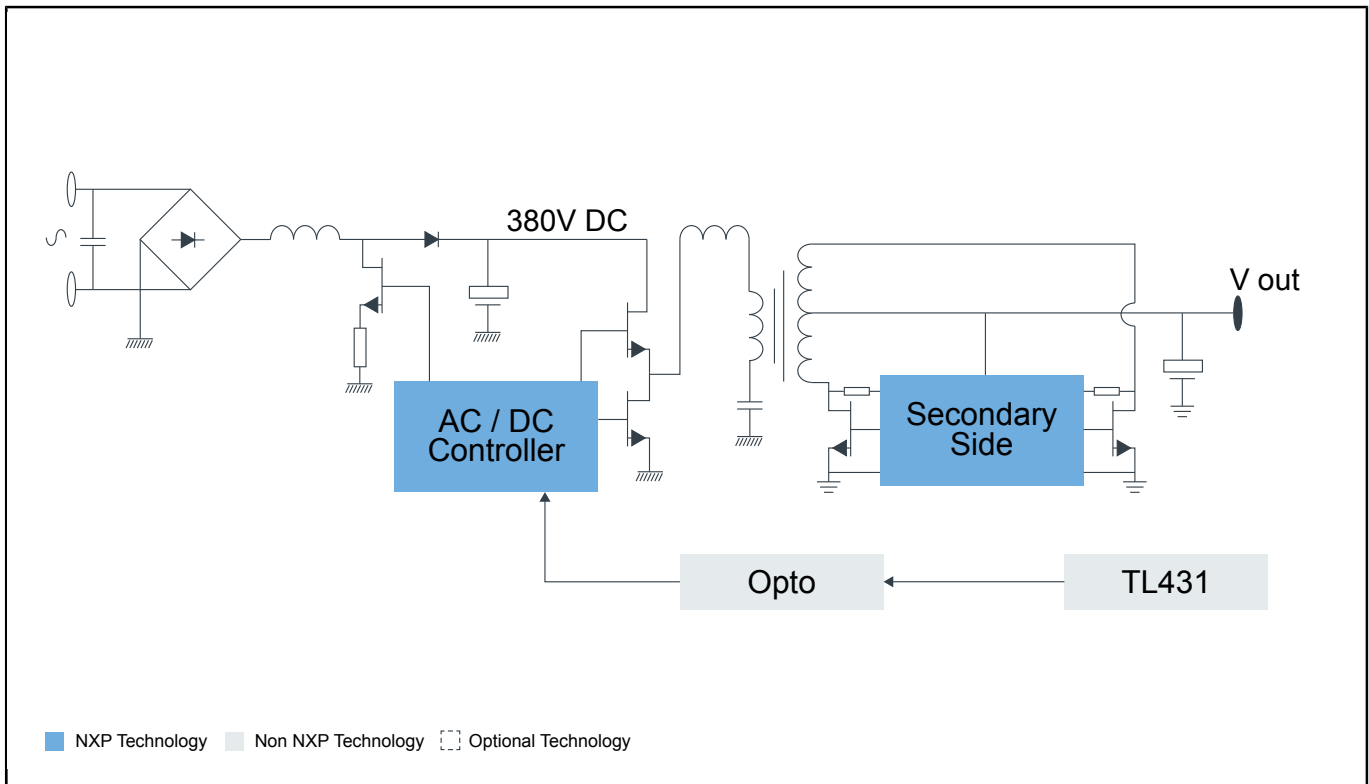 380V DC
V out
AC / DC
Controller
Secondary
Side
Opto
TL431
NXP Technology
Non NXP Technology
Optional Technology